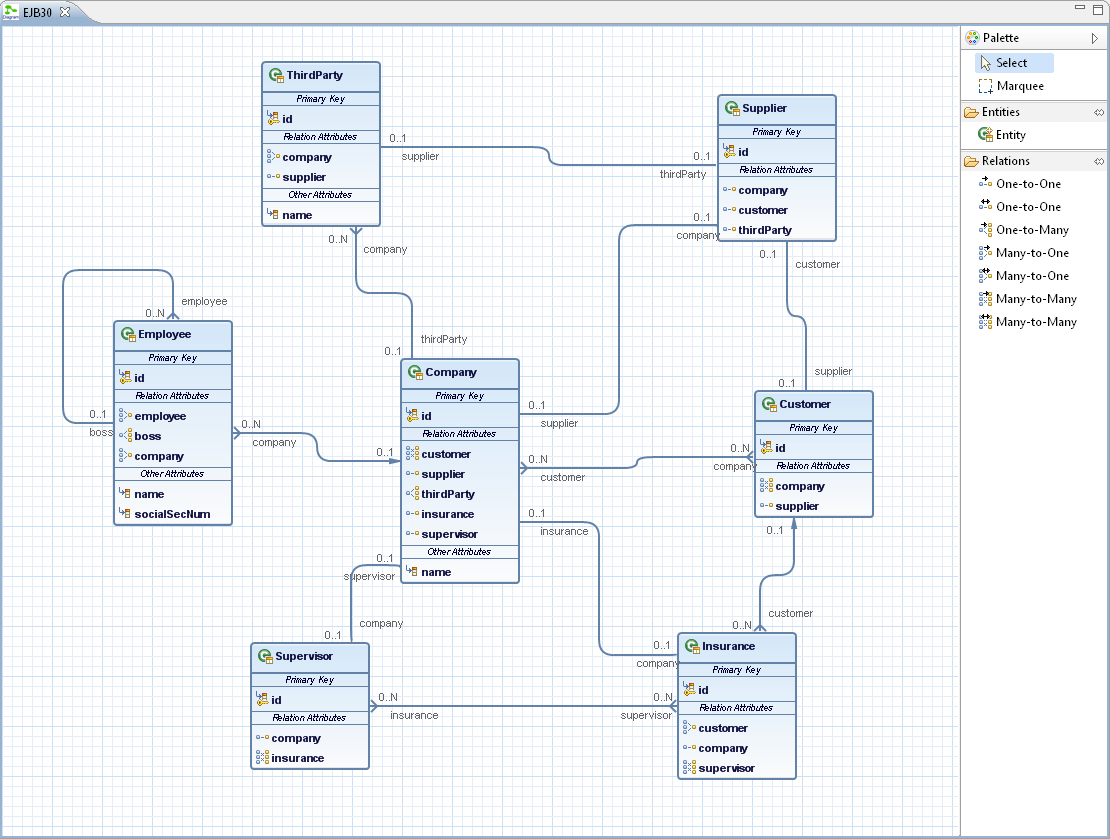 EJB30
ThirdParty
Primary Key
id
Relation Attributes
company
supplier
Other Attributes
name
0..1
supplier
0..1
thirdParty
Supplier
Primary Key
id
Relation Attributes
company
customer
thirdParty
0..1
company
0..1
customer
0..N
company
employee
0..N
Employee
Primary Key
id
Relation Attributes
employee
boss
company
Other Attributes
name
socialSecNum
0..1
boss
0..N
company
0..1
thirdParty
0..1
Company
Primary Key
id
Relation Attributes
customer
supplier
thirdParty
insurance
supervisor
Other Attributes
name
0..1
supplier
0..N
customer
0..1
insurance
supplier
0..1
Customer
Primary Key
id
Relation Attributes
company
supplier
0..N
company
0..1
customer
0..N
0..1
supervisor
company
0..1
Supervisor
Primary Key
id
Relation Attributes
company
insurance
0..N
insurance
0..1
company
0..N
supervisor
Insurance
Primary Key
id
Relation Attributes
customer
company
supervisor
Palette
Select
Marquee
Entities
Entity
Relations
One-to-One
One-to-One
One-to-Many
Many-to-One
Many-to-One
Many-to-Many
Many-to-Many